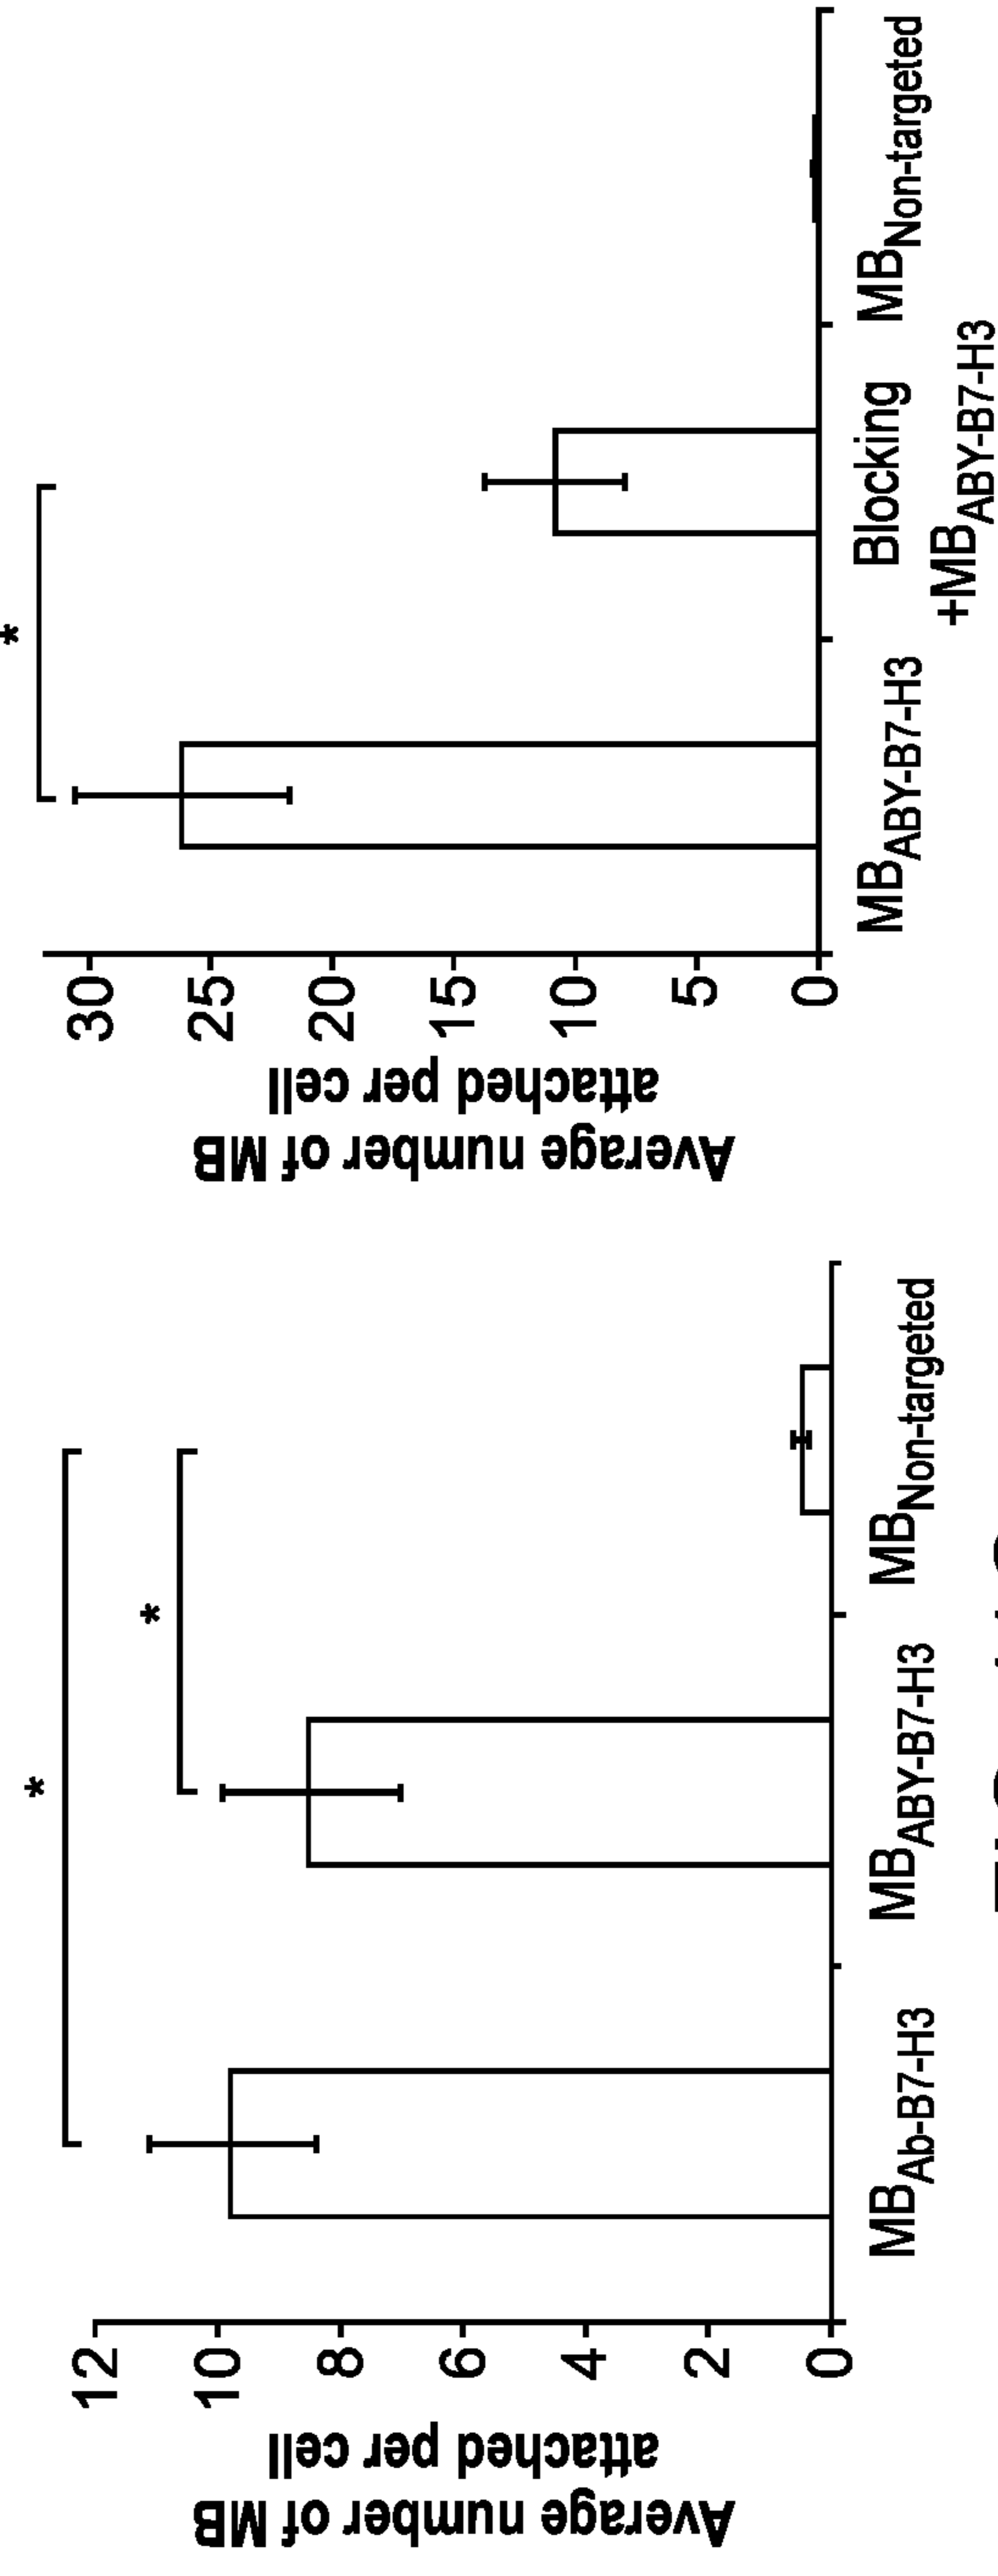 Average number of MB
attached per cell
12
10
8
6
4
2
0
*
*
MBAb-B7-H3
MBABY-B7-H3
MBNon-targeted
Average number of MB
attached per cell
30
25
20
15
10
5
0
*
MBABY-B7-H3
Blocking
+MBABY-B7-H3
MBNon-targeted